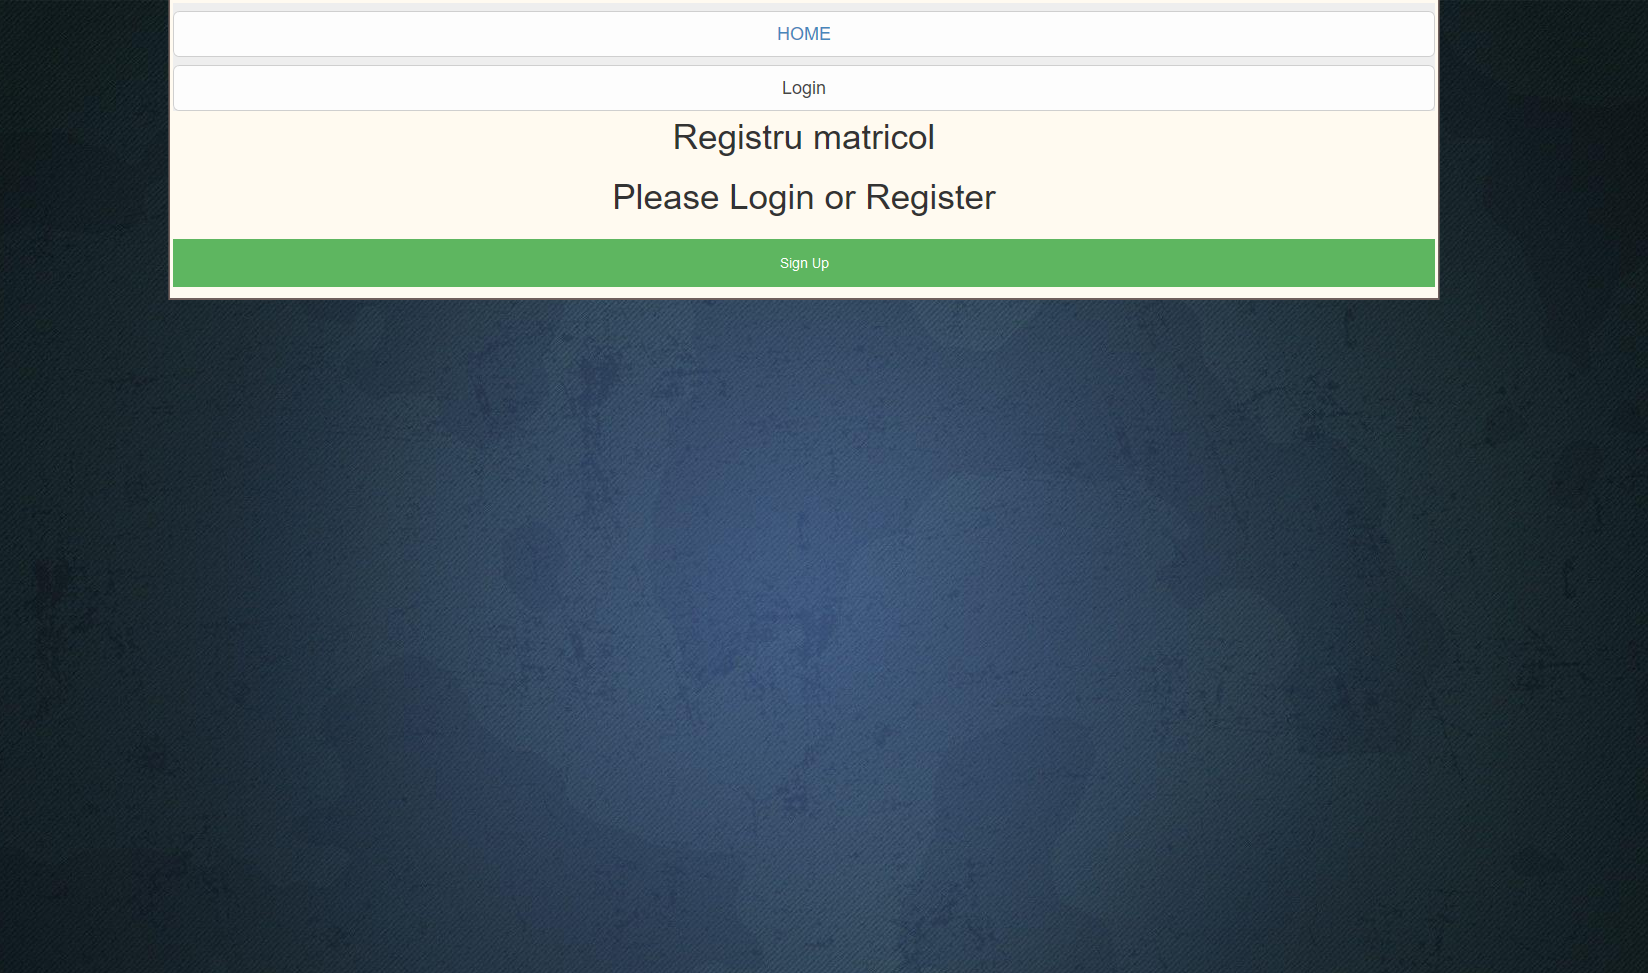 HOME
Login
Registru matricol
Please Login or Register
Sign Up